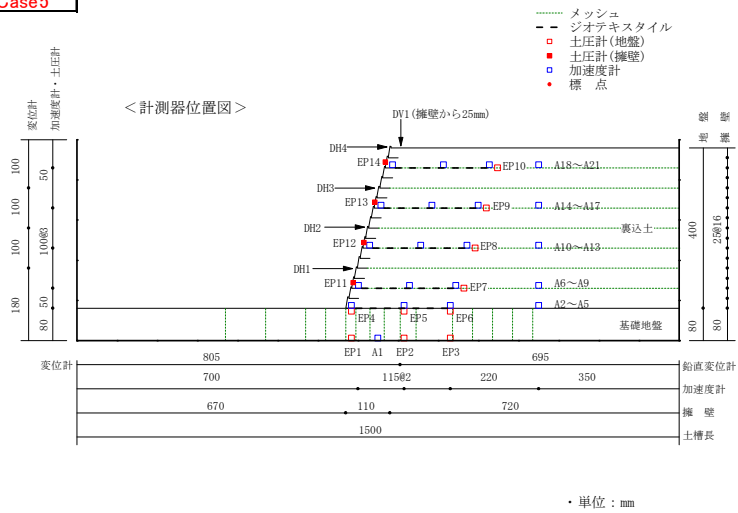 Case5
メッシュ
ジオテキスタイル
土圧計(地盤)
土圧計(擁壁)
加速度計
標 点
＜計測器位置図＞
変位計
加速度計・土圧計
DV1(擁壁から25mm)
地 盤
擁 壁
DH4
EP14
EP10
A18～A21
100
50
DH3
EP13
EP9
A14～A17
100
100@3
DH2
裏込土
400
25@16
EP12
EP8
A10～A13
100
DH1
EP11
EP7
A6～A9
180
50
A2～A5
EP4
EP5
EP6
基礎地盤
80
80
80
EP1
A1
EP2
EP3
変位計
805
695
鉛直変位計
700
115@2
220
350
加速度計
670
110
720
擁 壁
1500
土槽長
・単位：mm